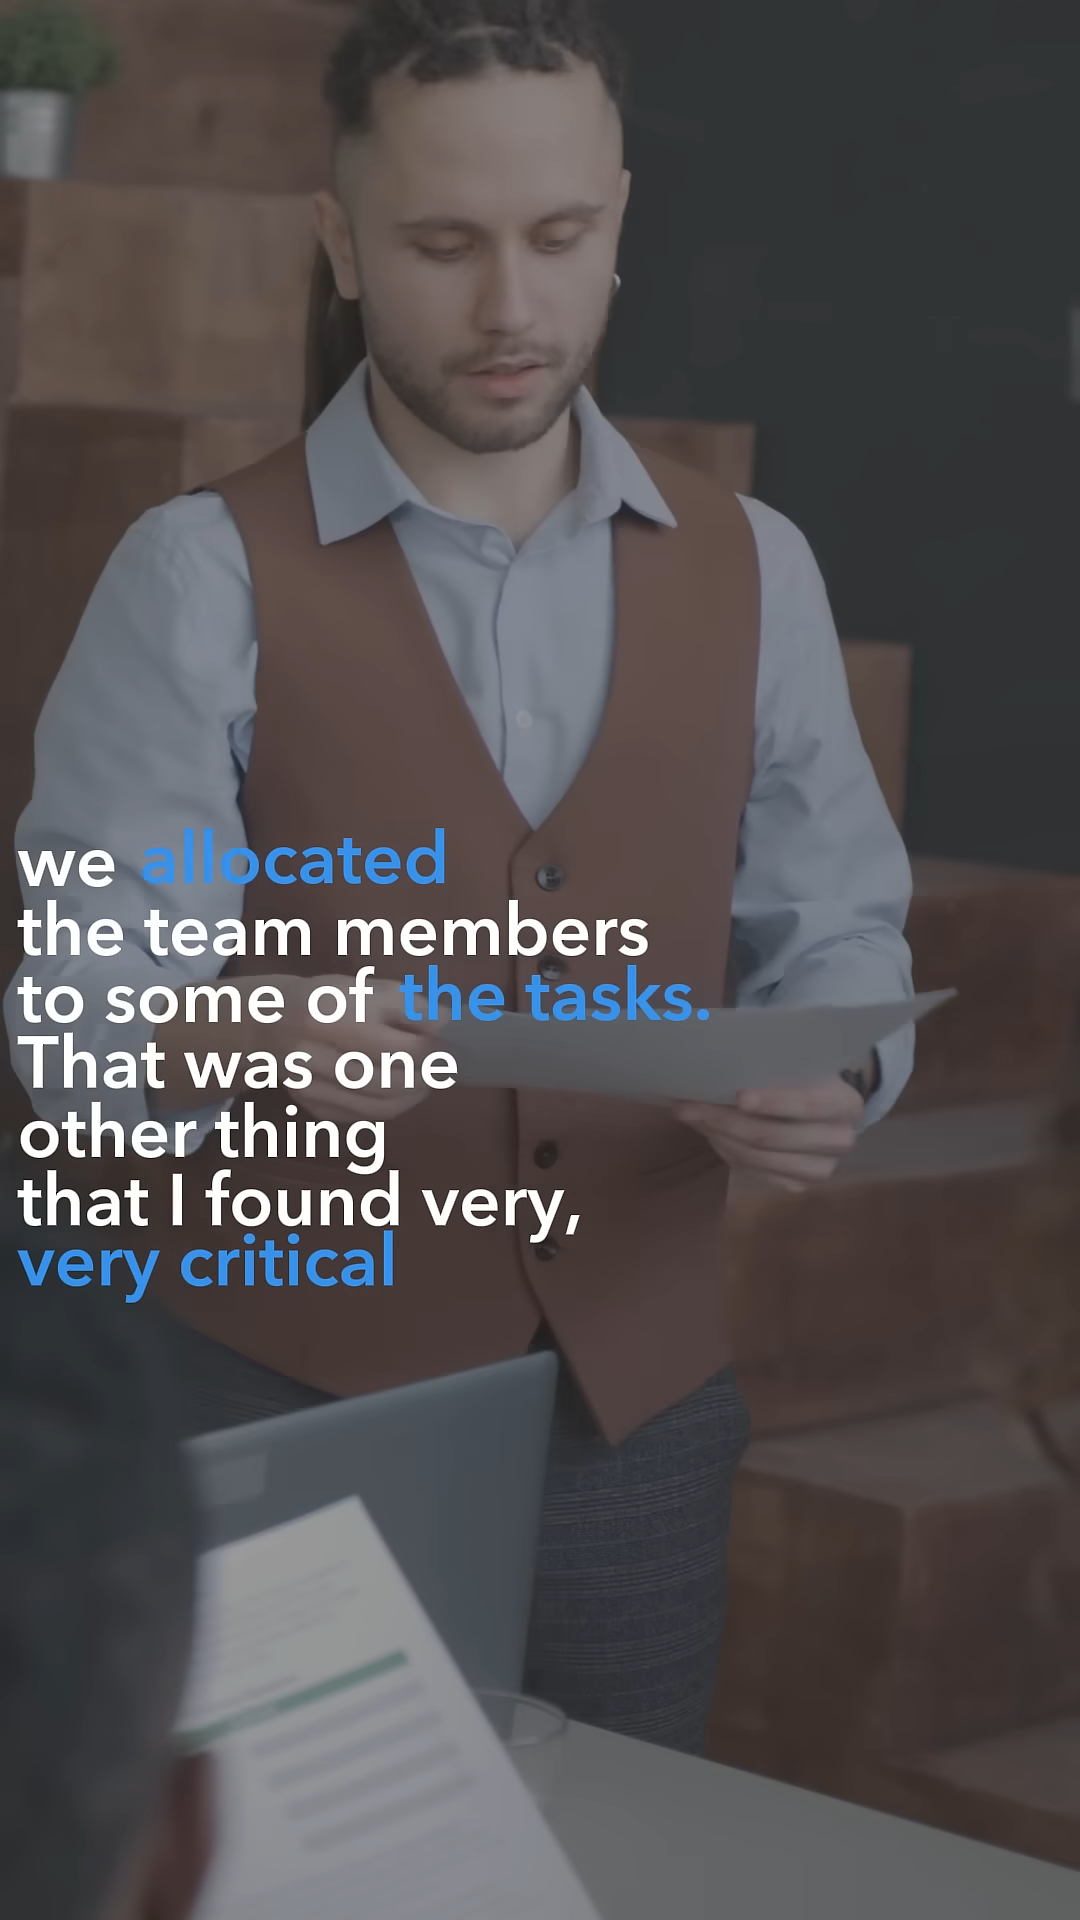 we allocated
the team members
to some of the tasks.
That was one
other thing
that I found very,
very critical